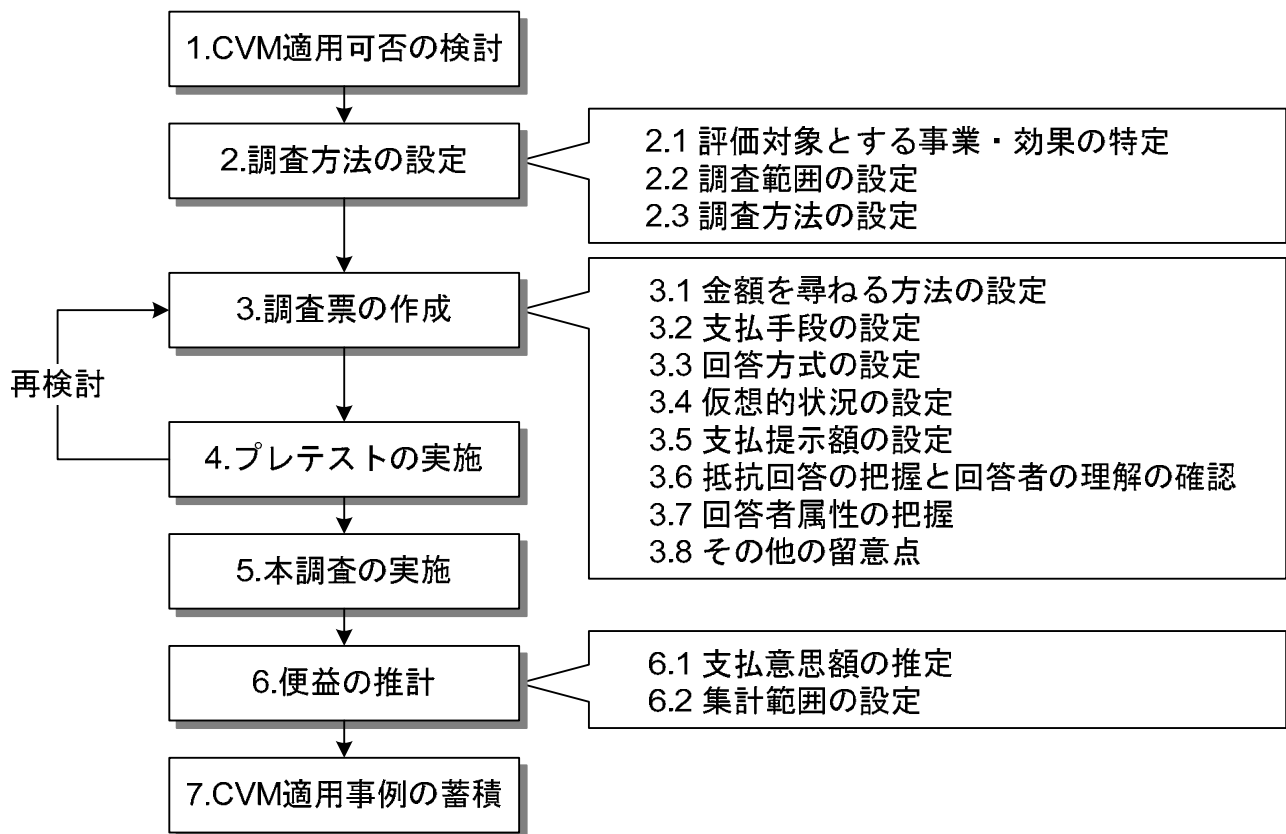 1.CVM適用可否の検討
2.調査方法の設定
2.1 評価対象とする事業・効果の特定
2.2 調査範囲の設定
2.3 調査方法の設定
3.調査票の作成
3.1 金額を尋ねる方法の設定
3.2 支払手段の設定
3.3 回答方式の設定
3.4 仮想的状況の設定
3.5 支払提示額の設定
3.6 抵抗回答の把握と回答者の理解の確認
3.7 回答者属性の把握
3.8 その他の留意点
再検討
4.プレテストの実施
5.本調査の実施
6.便益の推計
6.1 支払意思額の推定
6.2 集計範囲の設定
7.CVM適用事例の蓄積